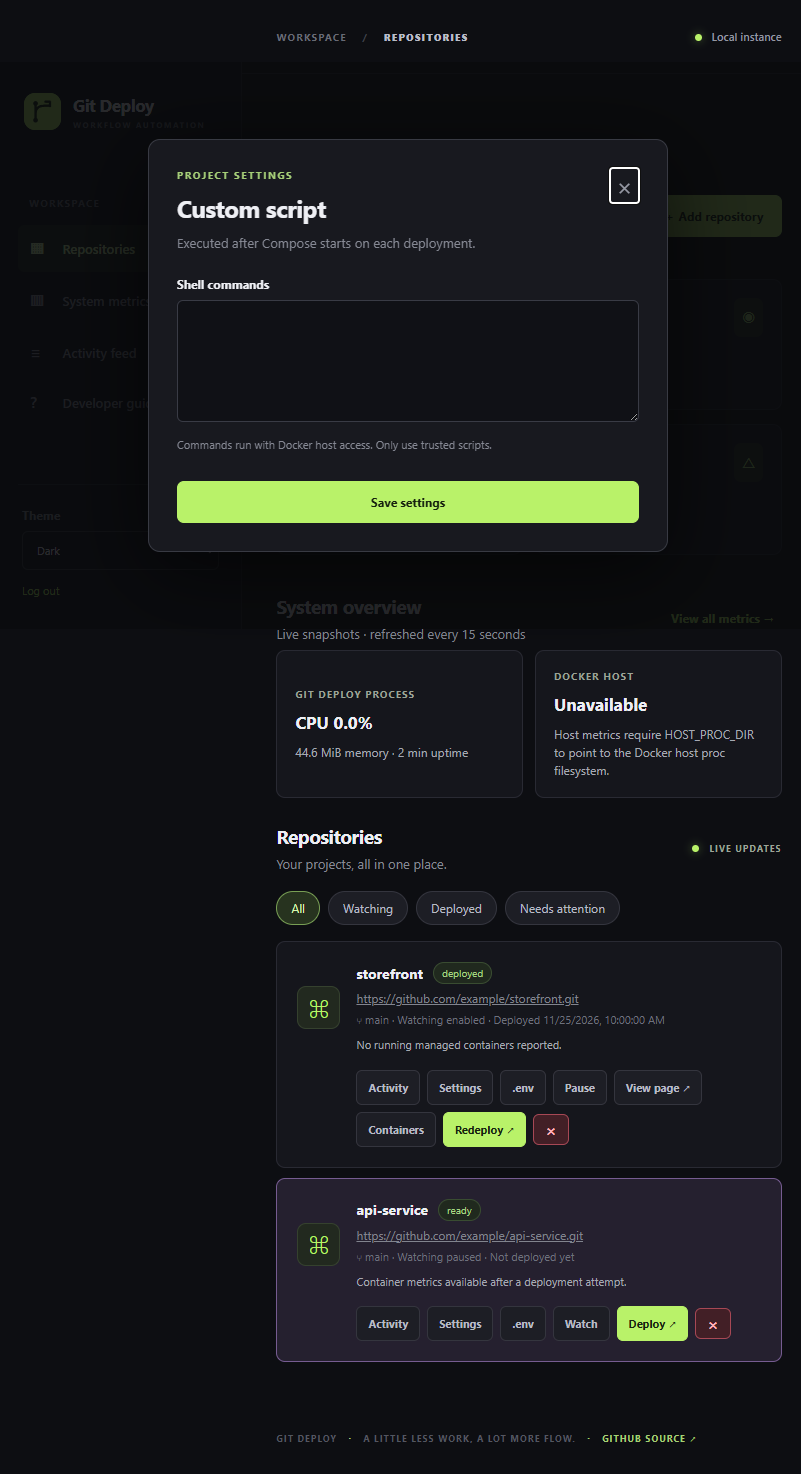 WORKSPACE / REPOSITORIES
Local instance
Git Deploy
WORKFLOW AUTOMATION
WORKSPACE
Repositories
System metrics
Activity feed
? Developer gui
Theme
Dark
Log out
+ Add repository
PROJECT SETTINGS
Custom script
Executed after Compose starts on each deployment.
Shell commands
Commands run with Docker host access. Only use trusted scripts.
Save settings
System overview
Live snapshots · refreshed every 15 seconds
View all metrics →
GIT DEPLOY PROCESS
CPU 0.0%
44.6 MiB memory · 2 min uptime
DOCKER HOST
Unavailable
Host metrics require HOST_PROC_DIR
to point to the Docker host proc
filesystem.
Repositories
Your projects, all in one place.
LIVE UPDATES
All Watching Deployed Needs attention
storefront deployed
https://github.com/example/storefront.git
main · Watching enabled · Deployed 11/25/2026, 10:00:00 AM
No running managed containers reported.
Activity Settings .env Pause View page ↗
Containers Redeploy ↗ ×
api-service ready
https://github.com/example/api-service.git
main · Watching paused · Not deployed yet
Container metrics available after a deployment attempt.
Activity Settings .env Watch Deploy ↗ ×
GIT DEPLOY · A LITTLE LESS WORK, A LOT MORE FLOW. · GITHUB SOURCE ↗